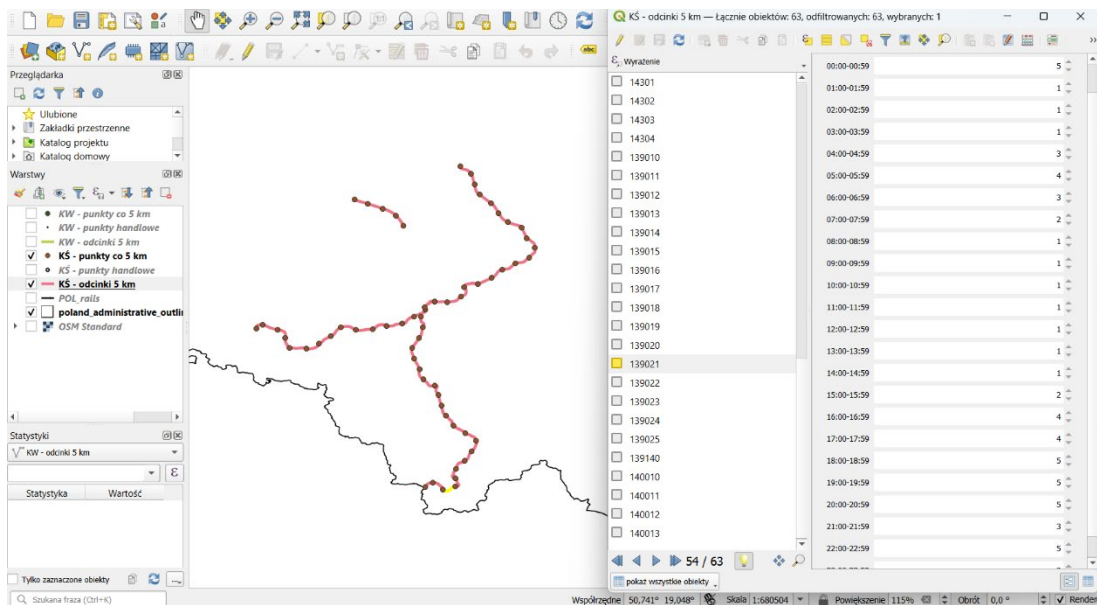 KŚ - odcinki 5 km — Łącznie obiektów: 63, odfiltrowanych: 63, wybranych: 1
abc
Przeglądarka
Ulubione
Zakładki przestrzenne
Katalog projektu
Katalog domowy
Warstwy
KW - punkty co 5 km
KW - punkty handlowe
KW - odcinki 5 km
KŚ - punkty co 5 km
KŚ - punkty handlowe
KŚ - odcinki 5 km
POL_rails
poland_administrative_outlin
OSM Standard
Statystyki
KW - odcinki 5 km
ε
Statystyka Wartość
Tylko zaznaczone obiekty
Szukana fraza (Ctrl+K)
Współrzędne 50,741° 19,048° Skala 1:680504 Powiększenie 115% Obrót 0,0 ° Render
ε Wyrażenie
14301
14302
14303
14304
139010
139011
139012
139013
139014
139015
139016
139017
139018
139019
139020
139021
139022
139023
139024
139025
139140
140010
140011
140012
140013
54 / 63
pokaż wszystkie obiekty
00:00-00:59 5
01:00-01:59 1
02:00-02:59 1
03:00-03:59 1
04:00-04:59 3
05:00-05:59 4
06:00-06:59 3
07:00-07:59 2
08:00-08:59 1
09:00-09:59 1
10:00-10:59 1
11:00-11:59 1
12:00-12:59 1
13:00-13:59 1
14:00-14:59 1
15:00-15:59 2
16:00-16:59 4
17:00-17:59 4
18:00-18:59 5
19:00-19:59 5
20:00-20:59 5
21:00-21:59 3
22:00-22:59 5